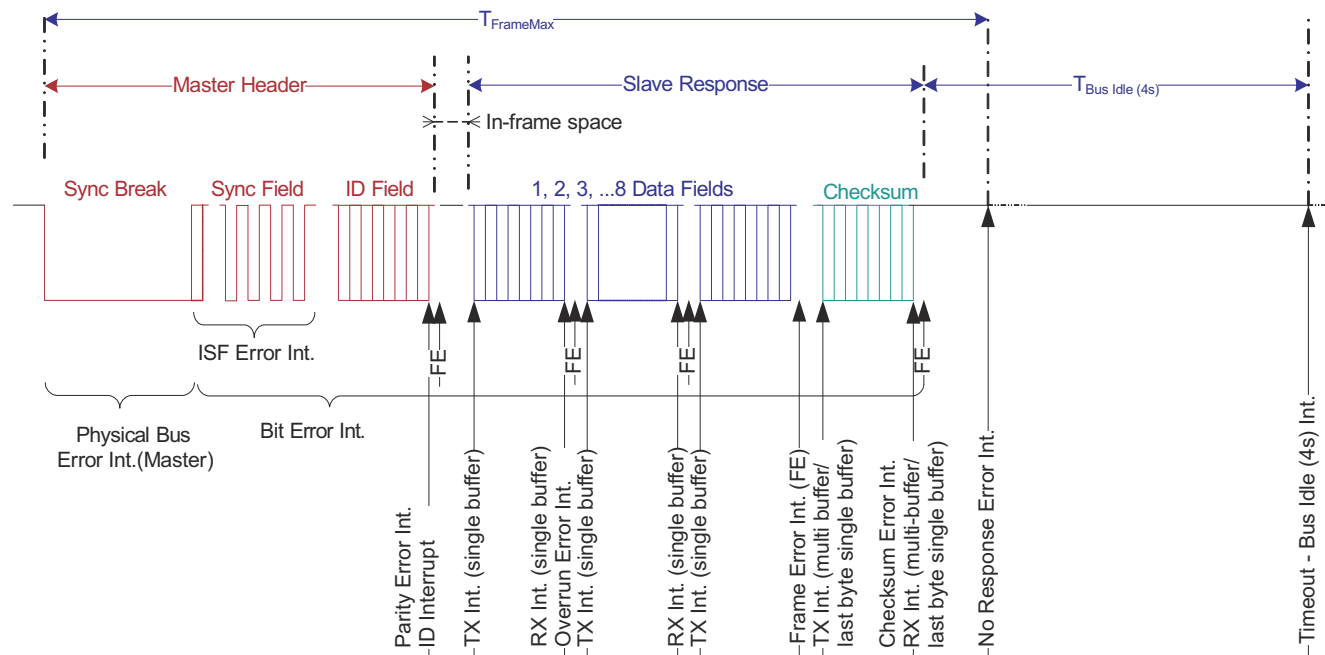 TFrameMax
Master Header
Slave Response
TBus Idle (4s)
In-frame space
Sync Break
Sync Field
ID Field
1, 2, 3, ...8 Data Fields
Checksum
ISF Error Int.
FE
FE
FE
FE
Physical Bus
Error Int.(Master)
Bit Error Int.
Parity Error Int.
ID Interrupt
TX Int. (single buffer)
RX Int. (single buffer)
Overrun Error Int.
TX Int. (single buffer)
RX Int. (single buffer)
TX Int. (single buffer)
Frame Error Int. (FE)
TX Int. (multi buffer/
last byte single buffer)
Checksum Error Int.
RX Int. (multi-buffer/
last byte single buffer)
No Response Error Int.
Timeout - Bus Idle (4s) Int.